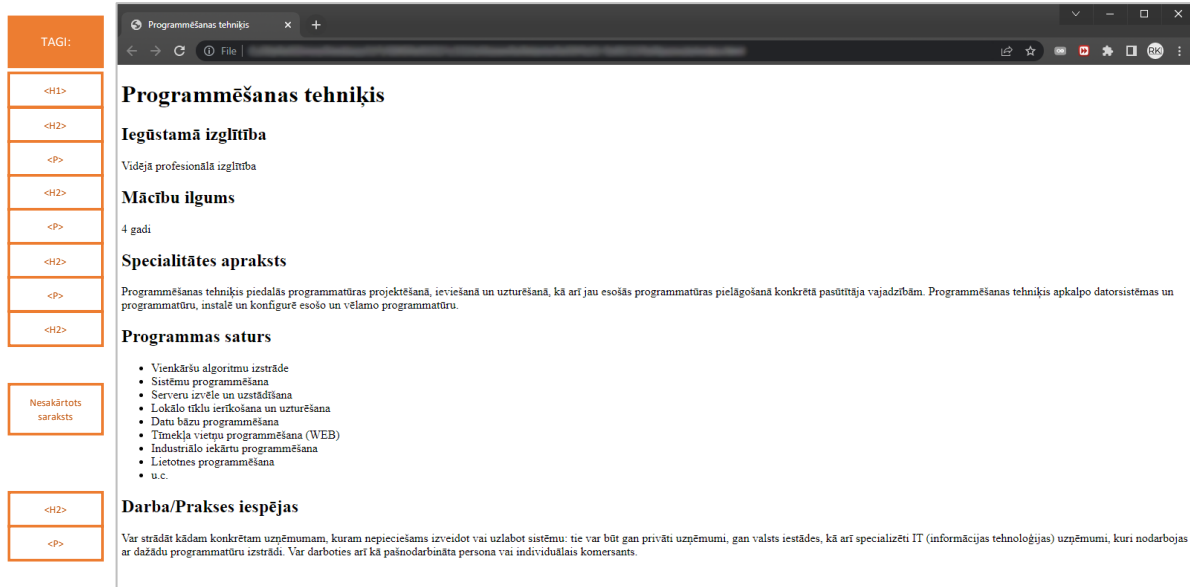 TAGI:
<H1>
<H2>
<P>
<H2>
<P>
<H2>
<P>
<H2>
Nesakārtots
saraksts
<H2>
<P>
Programmēšanas tehniķis
File
RK
Programmēšanas tehniķis
Iegūstamā izglītība
Vidējā profesionālā izglītība
Mācību ilgums
4 gadi
Specialitātes apraksts
Programmēšanas tehniķis piedalās programmatūras projektēšanā, ieviešanā un uzturēšanā, kā arī jau esošās programmatūras pielāgošanā konkrētā pasūtītāja vajadzībām. Programmēšanas tehniķis apkalpo datorsistēmas un
programmatūru, instalē un konfigurē esošo un vēlamo programmatūru.
Programmas saturs
• Vienkāršu algoritmu izstrāde
• Sistēmu programmēšana
• Serveru izvēle un uzstādīšana
• Lokālo tīklu ierīkošana un uzturēšana
• Datu bāzu programmēšana
• Tīmekļa vietņu programmēšana (WEB)
• Industriālo iekārtu programmēšana
• Lietotnes programmēšana
• u.c.
Darba/Prakses iespējas
Var strādāt kādam konkrētam uzņēmumam, kuram nepieciešams izveidot vai uzlabot sistēmu: tie var būt gan privāti uzņēmumi, gan valsts iestādes, kā arī specializēti IT (informācijas tehnoloģijas) uzņēmumi, kuri nodarbojas
ar dažādu programmatūru izstrādi. Var darboties arī kā pašnodarbināta persona vai individuālais komersants.